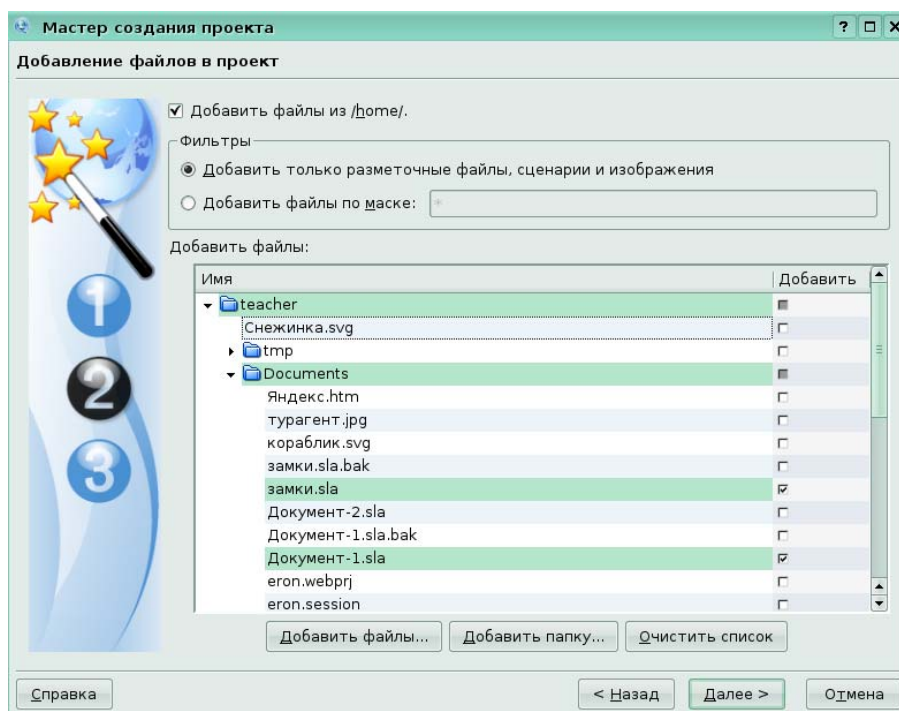 Мастер создания проекта
Добавление файлов в проект
Добавить файлы из /home/.
Фильтры
Добавить только разметочные файлы, сценарии и изображения
Добавить файлы по маске: *
Добавить файлы:
Имя Добавить
teacher
Снежинка.svg
tmp
Documents
Яндекс.htm
турагент.jpg
кораблик.svg
замки.sla.bak
замки.sla
Документ-2.sla
Документ-1.sla.bak
Документ-1.sla
eron.webprj
eron.session
1
2
3
Добавить файлы... Добавить папку... Очистить список
Справка < Назад Далее > Отмена